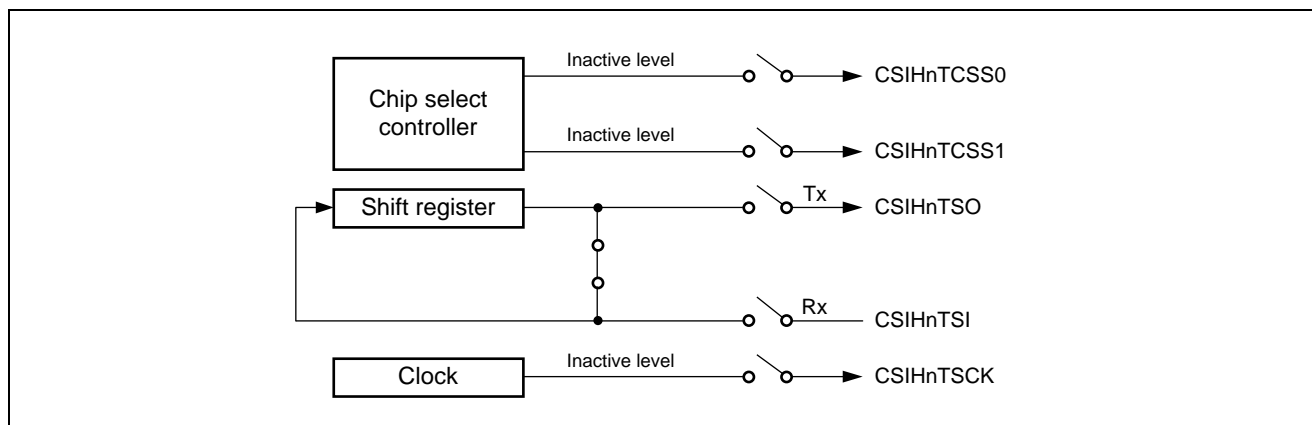 Inactive level
CSIHnTCSS0
Chip select
controller
Inactive level
CSIHnTCSS1
Shift register
Tx
CSIHnTSO
Rx
CSIHnTSI
Clock
Inactive level
CSIHnTSCK